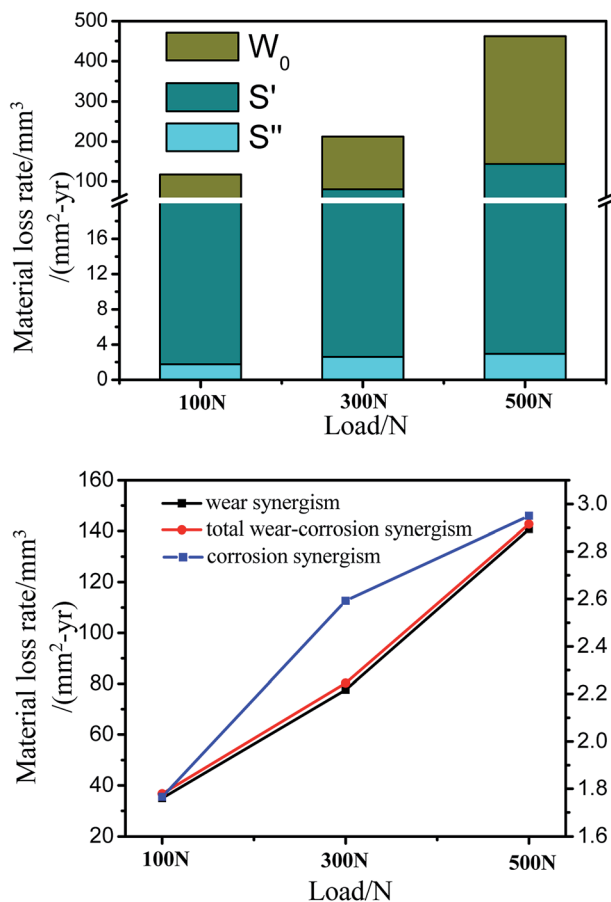 500
400
300
200
100
16
12
8
4
0
Material loss rate/mm³
/(mm²-yr)
W₀
S'
S"
100N 300N 500N
Load/N
160
140
120
100
80
60
40
20
Material loss rate/mm³
/(mm²-yr)
wear synergism
total wear-corrosion synergism
corrosion synergism
3.0
2.8
2.6
2.4
2.2
2.0
1.8
1.6
100N 300N 500N
Load/N